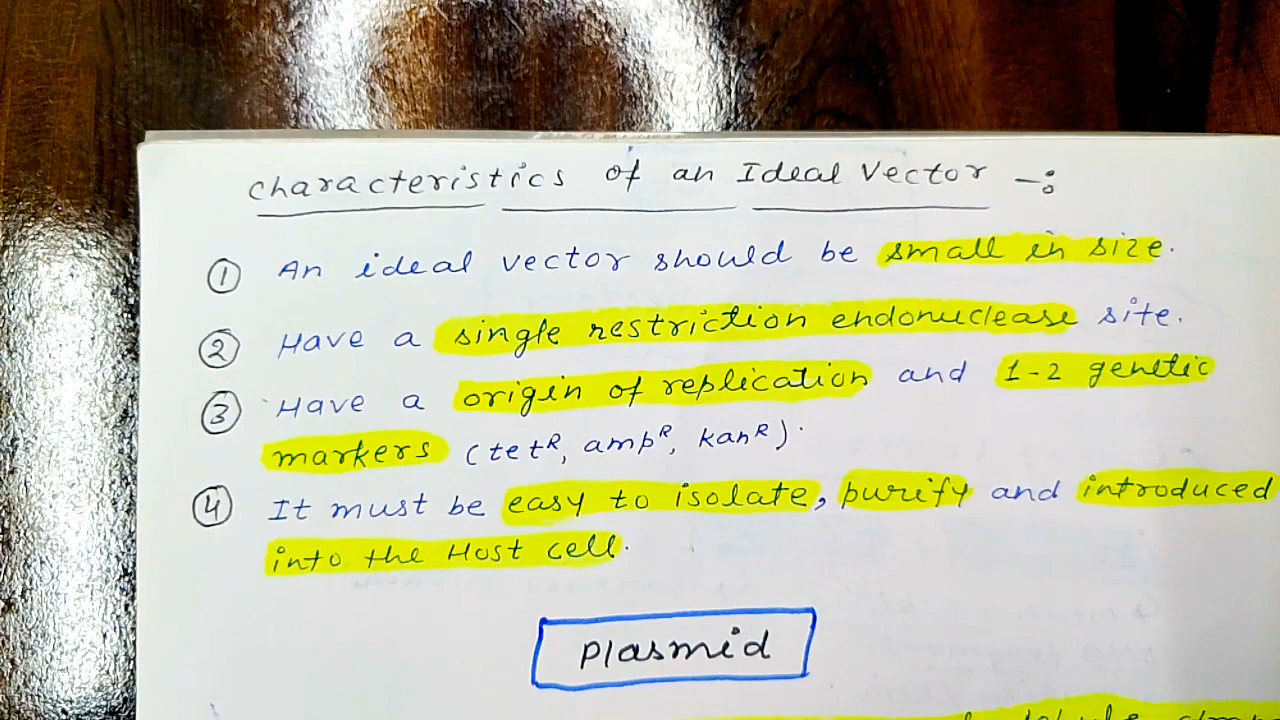 Characteristics of an Ideal Vector -:
① An ideal vector should be small in size.
② Have a single restriction endonuclease site.
③ Have a origin of replication and 1-2 genetic
markers (tetᴿ, ampᴿ, kanᴿ).
④ It must be easy to isolate, purify and introduced
into the Host cell.
Plasmid